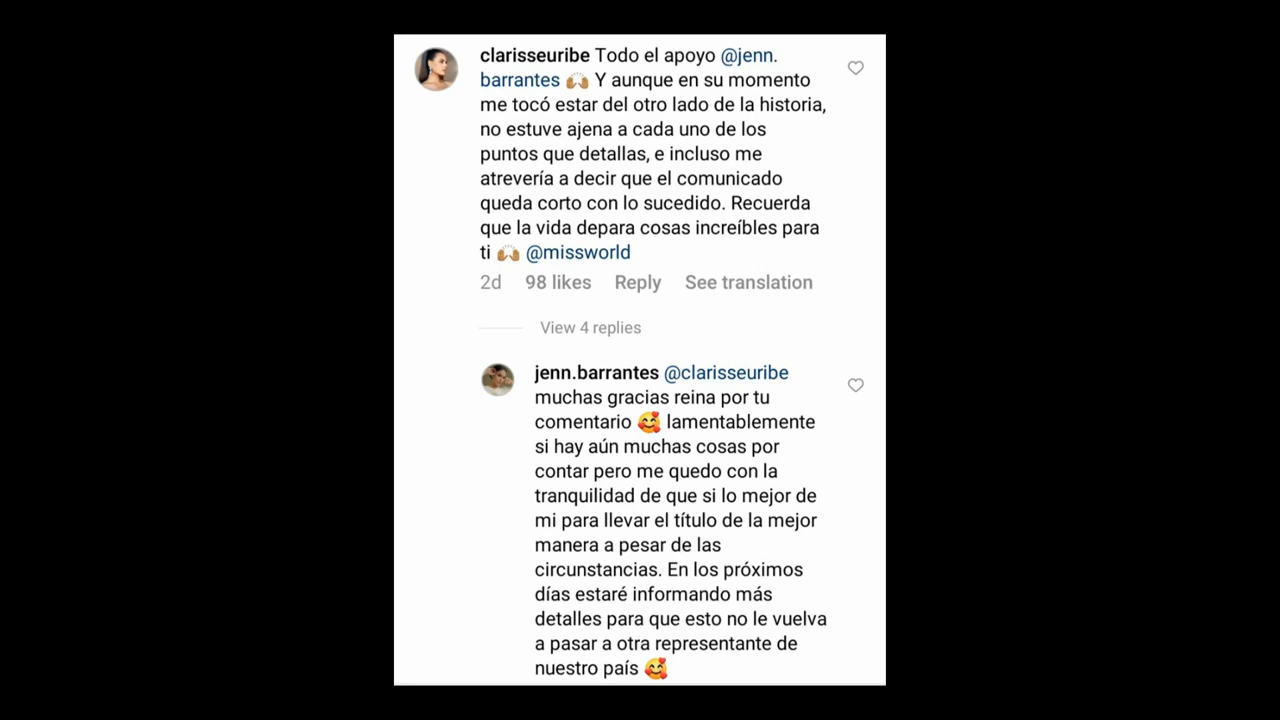 clarisseuribe Todo el apoyo @jenn.
barrantes 🙌🏽 Y aunque en su momento
me tocó estar del otro lado de la historia,
no estuve ajena a cada uno de los
puntos que detallas, e incluso me
atrevería a decir que el comunicado
queda corto con lo sucedido. Recuerda
que la vida depara cosas increíbles para
ti 🙌🏽 @missworld
2d 98 likes Reply See translation
View 4 replies
jenn.barrantes @clarisseuribe
muchas gracias reina por tu
comentario 🥰 lamentablemente
si hay aún muchas cosas por
contar pero me quedo con la
tranquilidad de que si lo mejor de
mi para llevar el título de la mejor
manera a pesar de las
circunstancias. En los próximos
días estaré informando más
detalles para que esto no le vuelva
a pasar a otra representante de
nuestro país 🥰